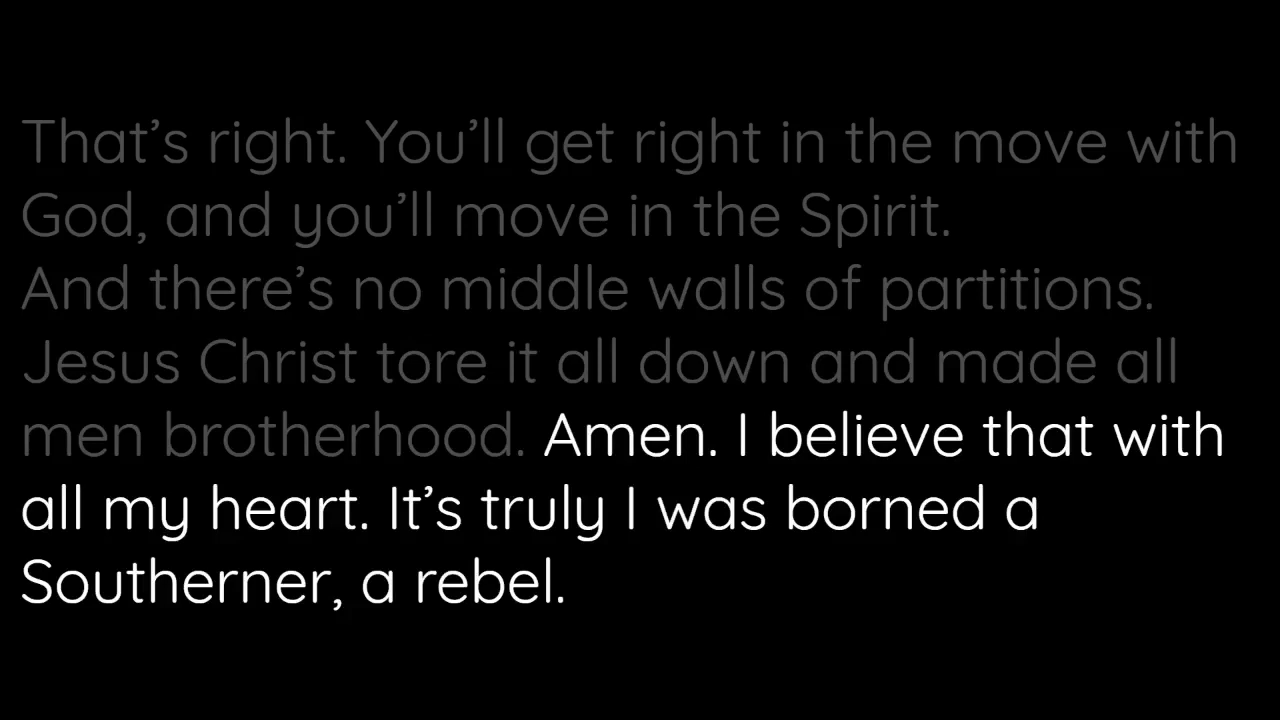 That’s right. You’ll get right in the move with
God, and you’ll move in the Spirit.
And there’s no middle walls of partitions.
Jesus Christ tore it all down and made all
men brotherhood. Amen. I believe that with
all my heart. It’s truly I was borned a
Southerner, a rebel.